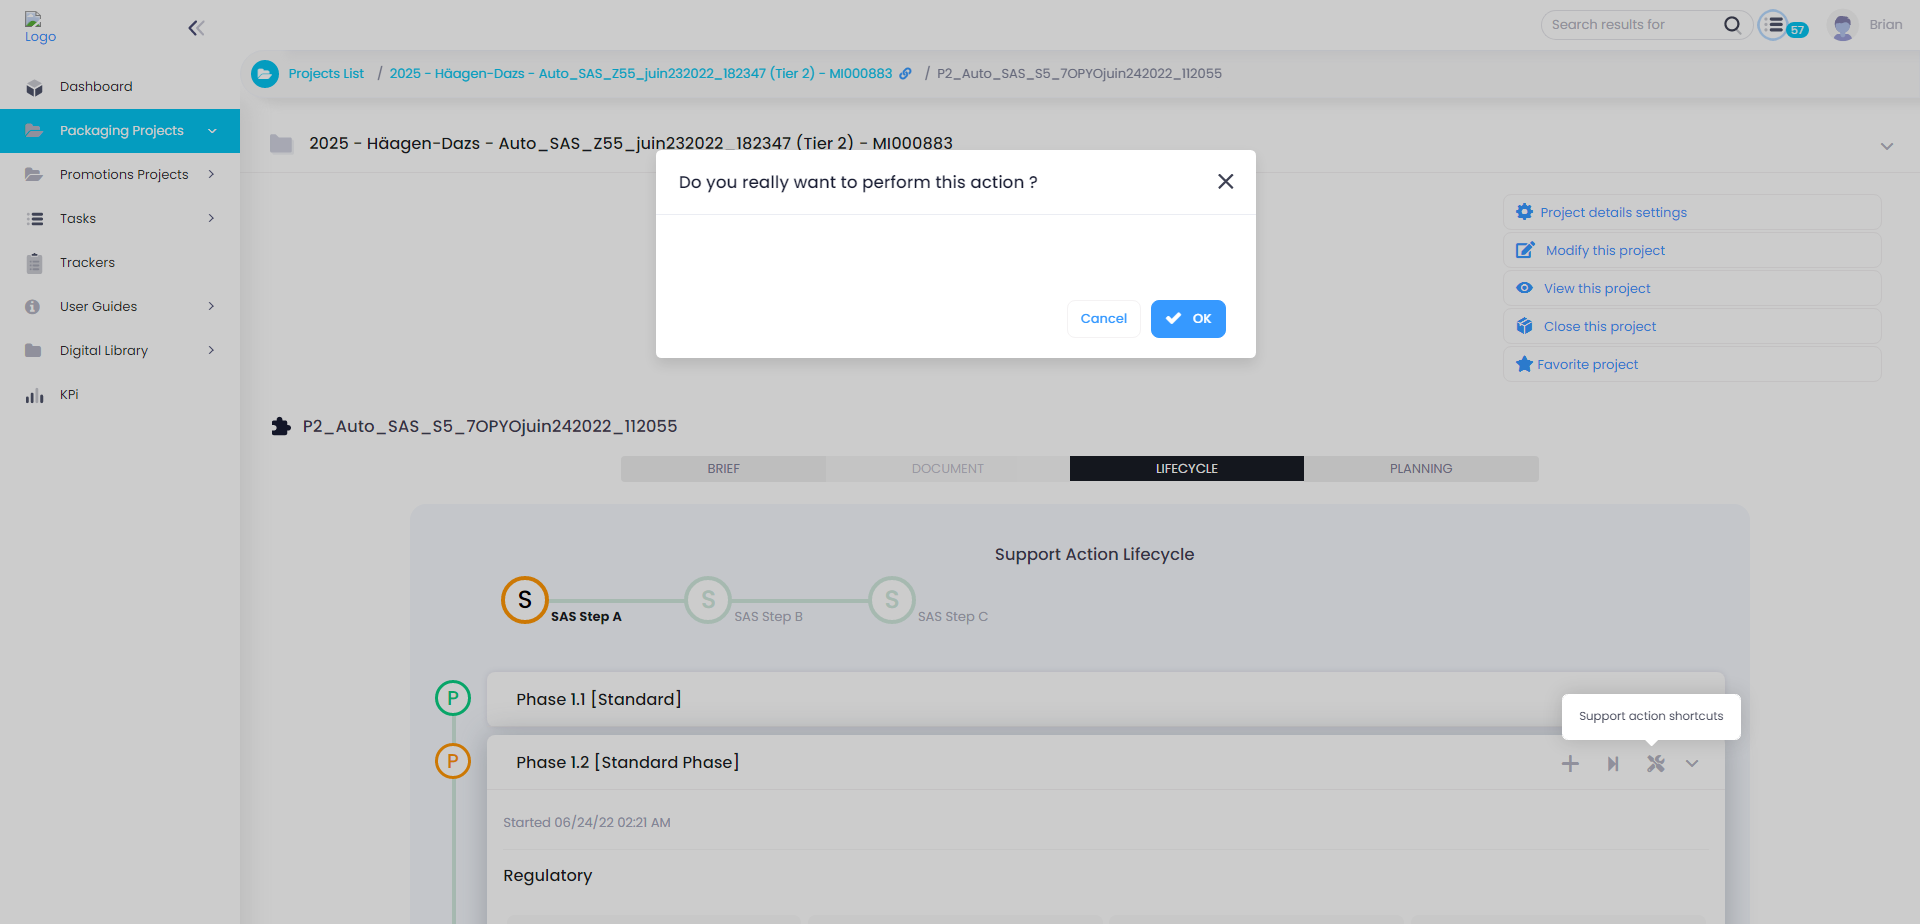 Logo
Search results for
57
Brian
Dashboard
Packaging Projects
Promotions Projects
Tasks
Trackers
User Guides
Digital Library
KPi
Projects List / 2025 - Häagen-Dazs - Auto_SAS_Z55_juin232022_182347 (Tier 2) - MI000883 / P2_Auto_SAS_S5_7OPYOjuin242022_112055
2025 - Häagen-Dazs - Auto_SAS_Z55_juin232022_182347 (Tier 2) - MI000883
Do you really want to perform this action ?
Cancel
OK
Project details settings
Modify this project
View this project
Close this project
Favorite project
P2_Auto_SAS_S5_7OPYOjuin242022_112055
BRIEF
DOCUMENT
LIFECYCLE
PLANNING
Support Action Lifecycle
S
SAS Step A
S
SAS Step B
S
SAS Step C
P
Phase 1.1 [Standard]
Support action shortcuts
P
Phase 1.2 [Standard Phase]
Started 06/24/22 02:21 AM
Regulatory